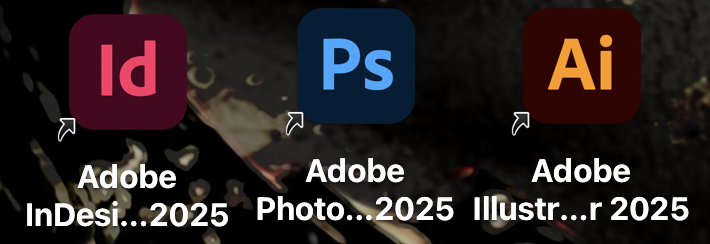 Id
Adobe
InDesi...2025
Ps
Adobe
Photo...2025
Ai
Adobe
Illustr...r 2025